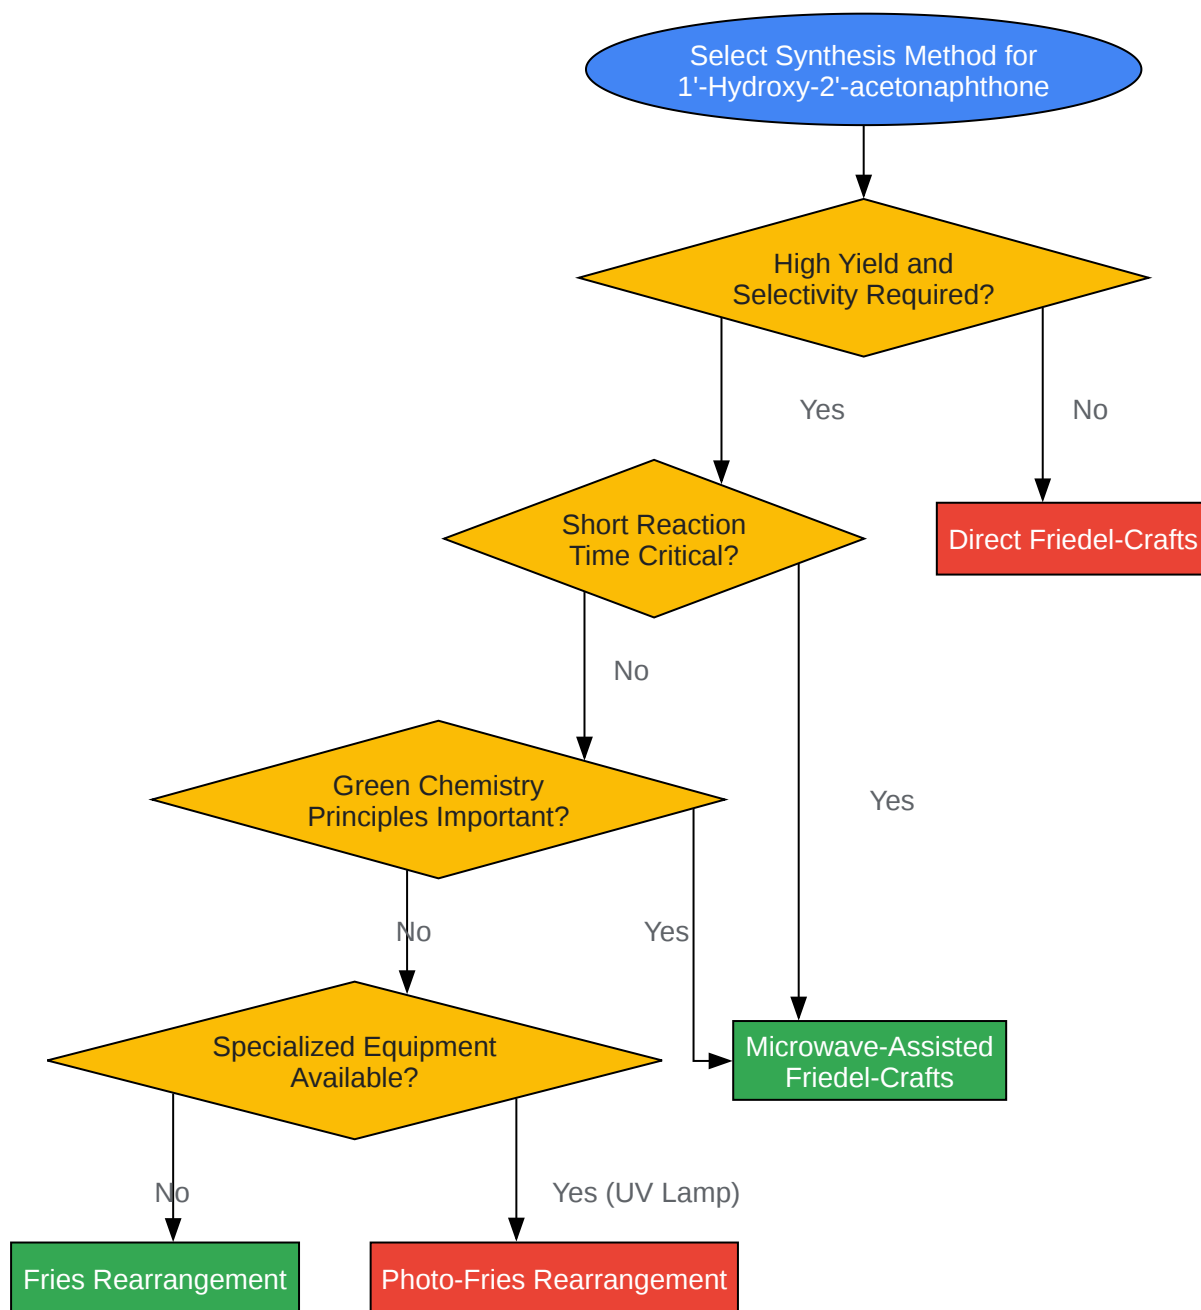 Select Synthesis Method for
1'-Hydroxy-2'-acetonaphthone
High Yield and
Selectivity Required?
Yes
No
Short Reaction
Time Critical?
Direct Friedel-Crafts
No
Green Chemistry
Principles Important?
Yes
No
Yes
Specialized Equipment
Available?
Microwave-Assisted
Friedel-Crafts
No
Yes (UV Lamp)
Fries Rearrangement
Photo-Fries Rearrangement